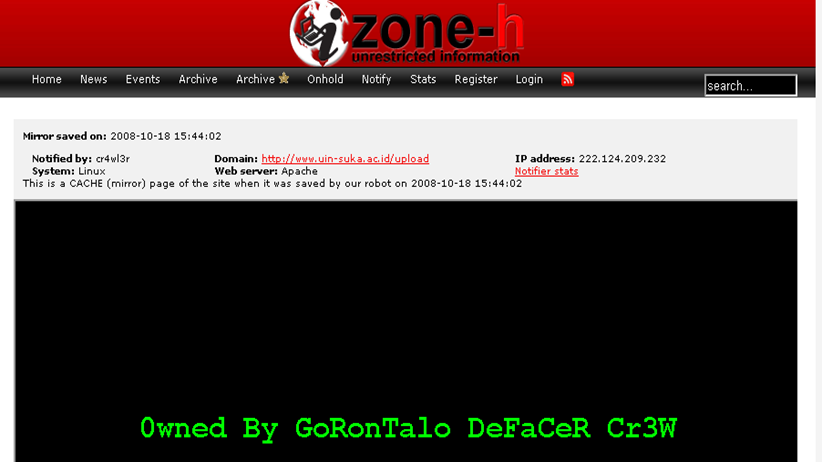 zone-h
unrestricted information
Home News Events Archive Archive Onhold Notify Stats Register Login search...
Mirror saved on: 2008-10-18 15:44:02
Notified by: cr4wl3r Domain: http://www.uin-suka.ac.id/upload IP address: 222.124.209.232
System: Linux Web server: Apache Notifier stats
This is a CACHE (mirror) page of the site when it was saved by our robot on 2008-10-18 15:44:02
0wned By GoRonTalo DeFaCeR Cr3W